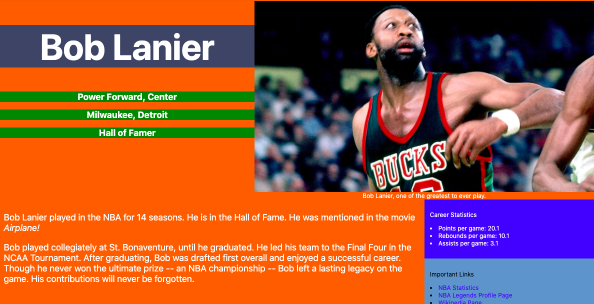 Bob Lanier
Power Forward, Center
Milwaukee, Detroit
Hall of Famer
BUCKS
Bob Lanier, one of the greatest to ever play.
Bob Lanier played in the NBA for 14 seasons. He is in the Hall of Fame. He was mentioned in the movie
Airplane!
Bob played collegiately at St. Bonaventure, until he graduated. He led his team to the Final Four in the
NCAA Tournament. After graduating, Bob was drafted first overall and enjoyed a successful career.
Though he never won the ultimate prize -- an NBA championship -- Bob left a lasting legacy on the
game. His contributions will never be forgotten.
Career Statistics
Points per game: 20.1
Rebounds per game: 10.1
Assists per game: 3.1
Important Links
NBA Statistics
NBA Legends Profile Page
Wikipedia Page